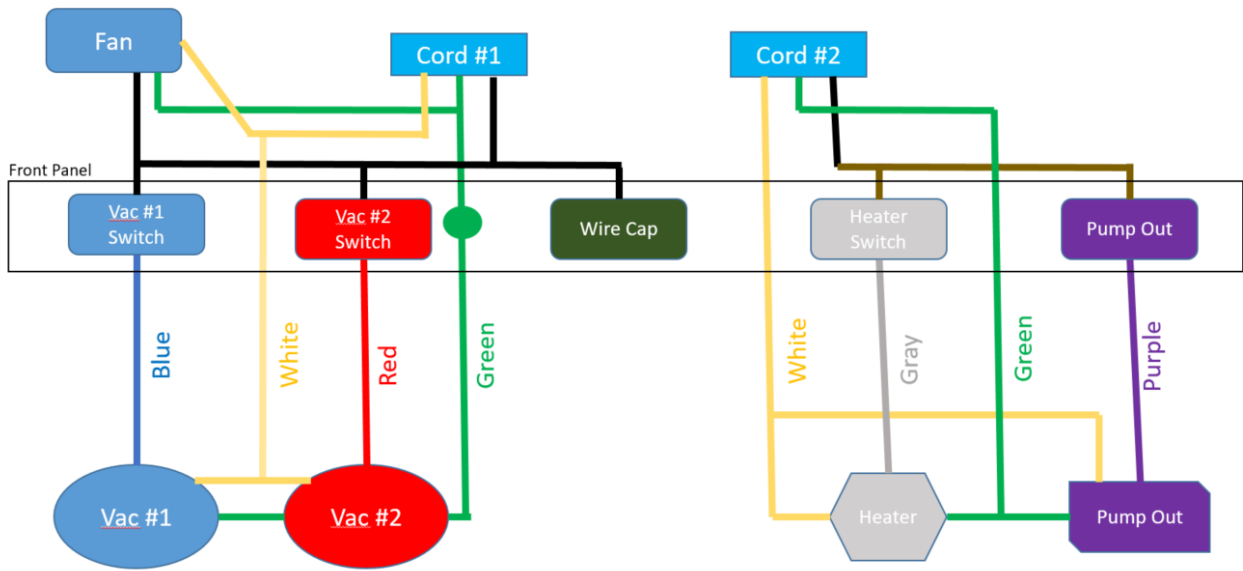 Fan
Cord #1
Cord #2
Front Panel
Vac #1
Switch
Vac #2
Switch
Wire Cap
Heater
Switch
Pump Out
Blue
White
Red
Green
White
Gray
Green
Purple
Vac #1
Vac #2
Heater
Pump Out